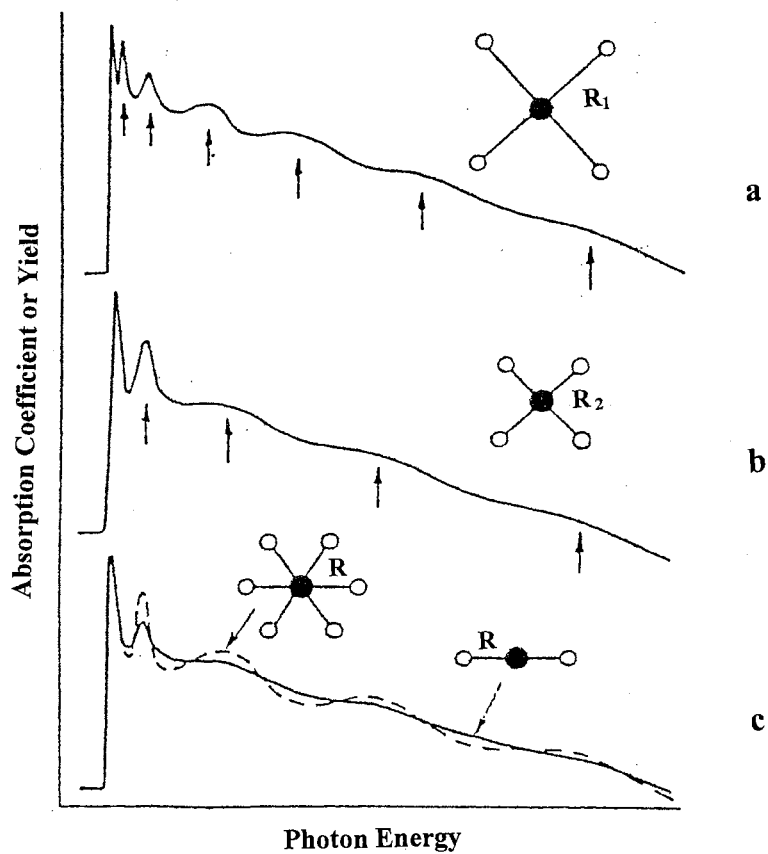 R₁
a
R₂
b
R
R
c
Absorption Coefficient or Yield
Photon Energy